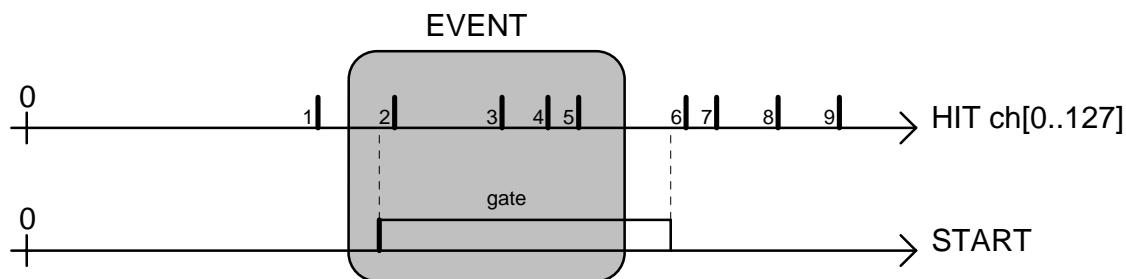 EVENT
0
1 2 3 4 5 6 7 8 9
HIT ch[0..127]
gate
0
START